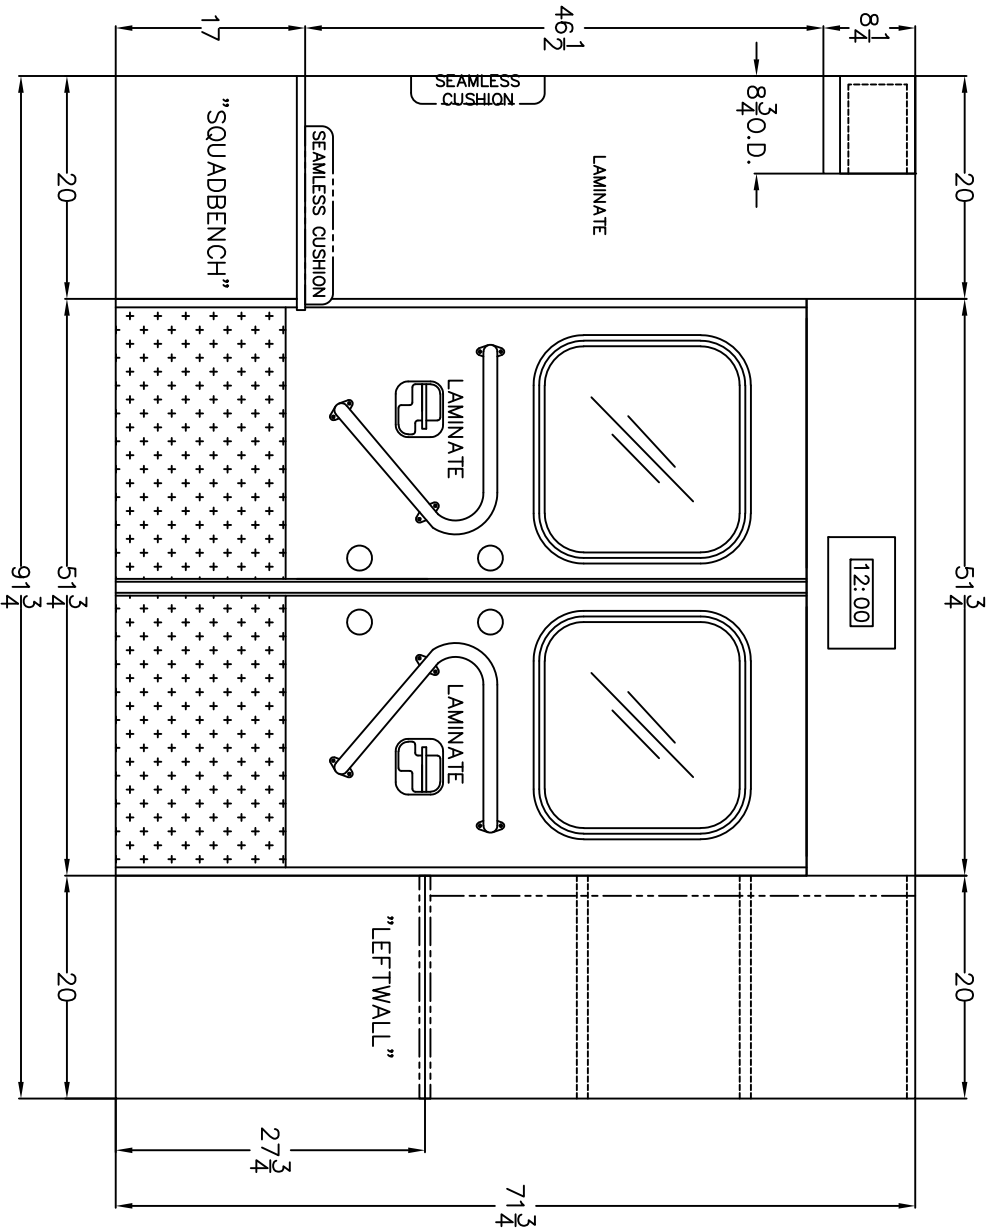 20 51 3/4 20
8 1/4
12:00
8 3/4 O.D.
LAMINATE
46 1/2
71 3/4
SEAMLESS
CUSHION
LAMINATE
LAMINATE
"LEFTWALL"
SEAMLESS CUSHION
27 3/4
"SQUADBENCH"
17
20 51 3/4 20
91 3/4